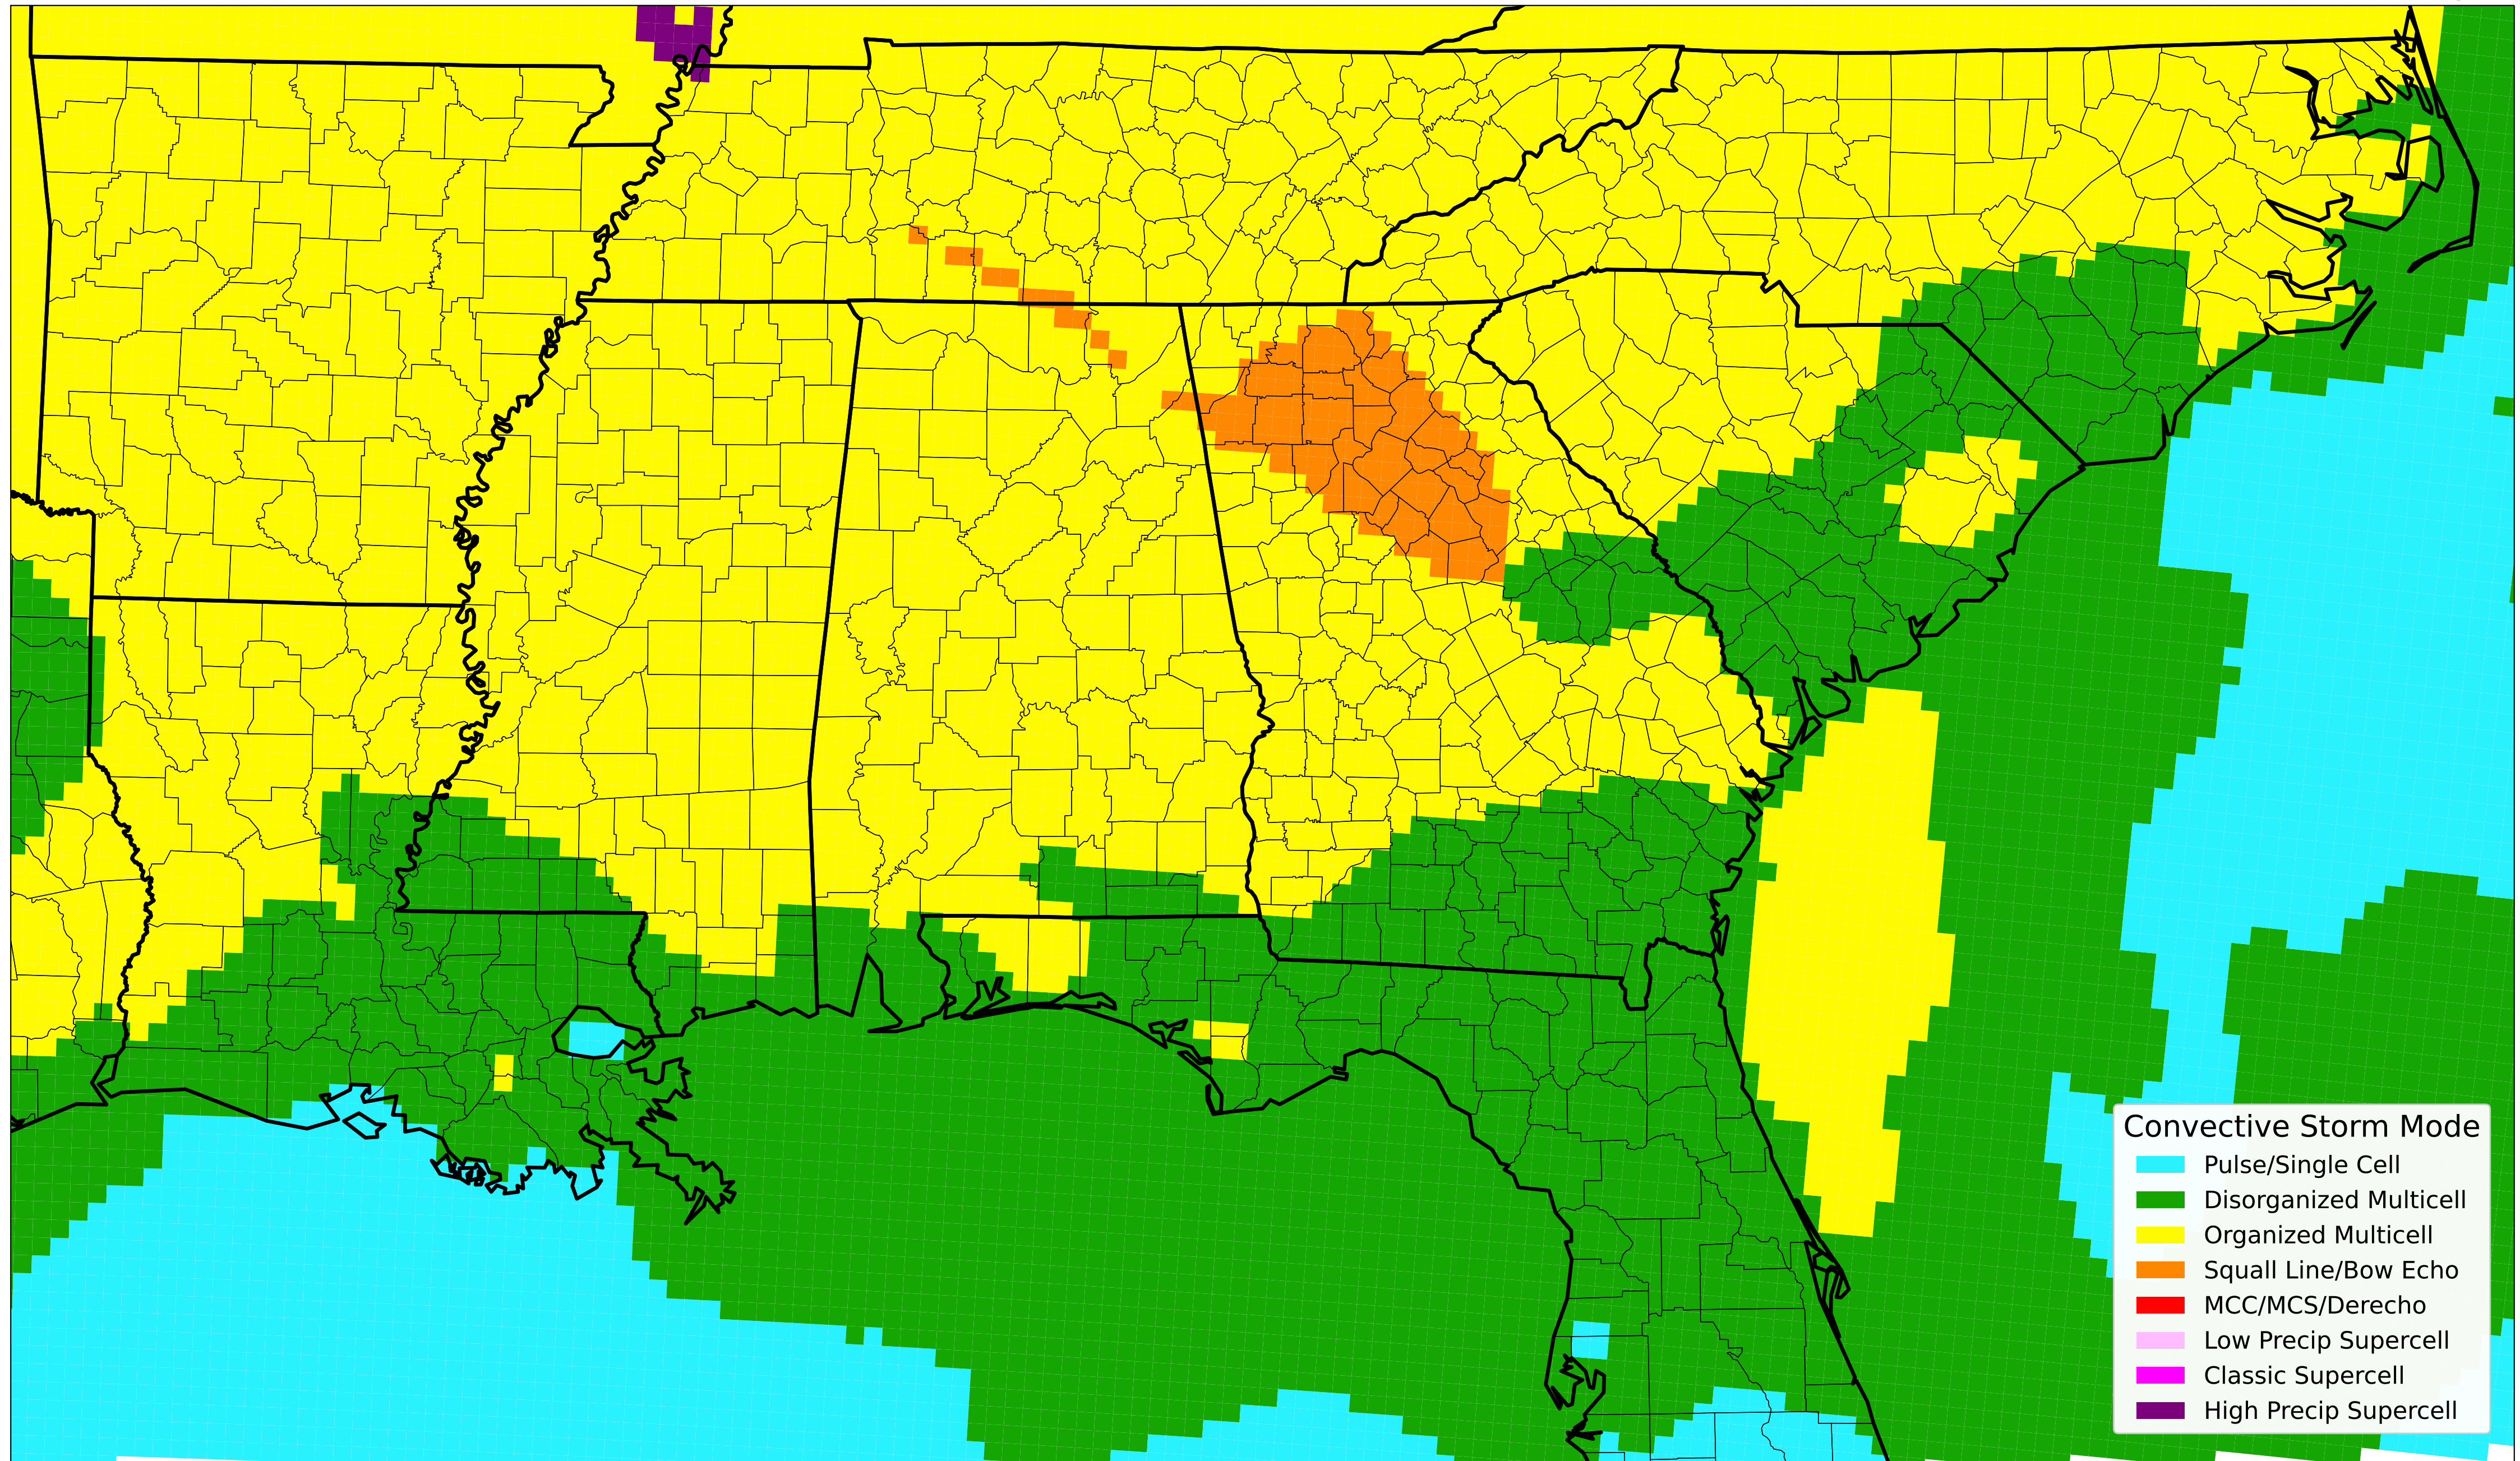 Convective Storm Mode
Pulse/Single Cell
Disorganized Multicell
Organized Multicell
Squall Line/Bow Echo
MCC/MCS/Derecho
Low Precip Supercell
Classic Supercell
High Precip Supercell